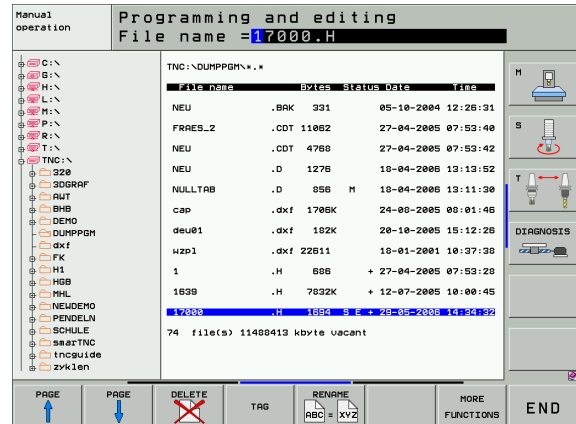 Manual
operation
Programming and editing
File name =17000.H
C:\
G:\
H:\
L:\
M:\
P:\
R:\
T:\
TNC:\
320
3DGRAF
AWT
BHB
DEMO
DUMPPGM
dxf
FK
H1
HGB
MHL
NEWDEMO
PENDELN
SCHULE
smarTNC
tncguide
zyklen
TNC:\DUMPPGM\*.*
File name Bytes Status Date Time
NEU .BAK 331 05-10-2004 12:26:31
FRAES_2 .CDT 11062 27-04-2005 07:53:40
NEU .CDT 4768 27-04-2005 07:53:42
NEU .D 1276 18-04-2006 13:13:52
NULLTAB .D 856 M 18-04-2006 13:11:30
cap .dxf 1706K 24-08-2005 08:01:46
deu01 .dxf 182K 20-10-2005 15:12:26
wzpl .dxf 22611 18-01-2001 10:37:38
1 .H 686 + 27-04-2005 07:53:28
1639 .H 7832K + 12-07-2005 10:00:45
17000 .H 1694 S E + 29-05-2006 14:34:32
74 file(s) 11488413 kbyte vacant
M
S
T
DIAGNOSIS
PAGE
PAGE
DELETE
TAG
RENAME
ABC = XYZ
MORE
FUNCTIONS
END